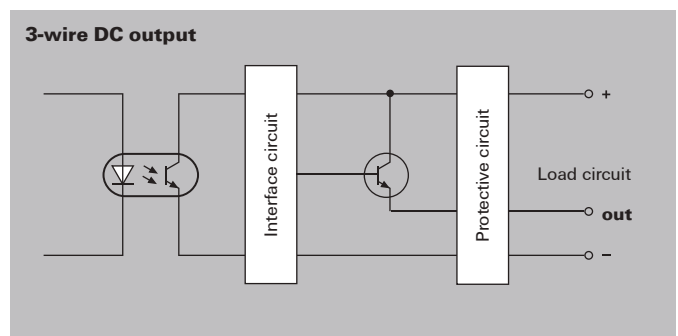 3-wire DC output
Interface circuit
Protective circuit
+
Load circuit
out
–